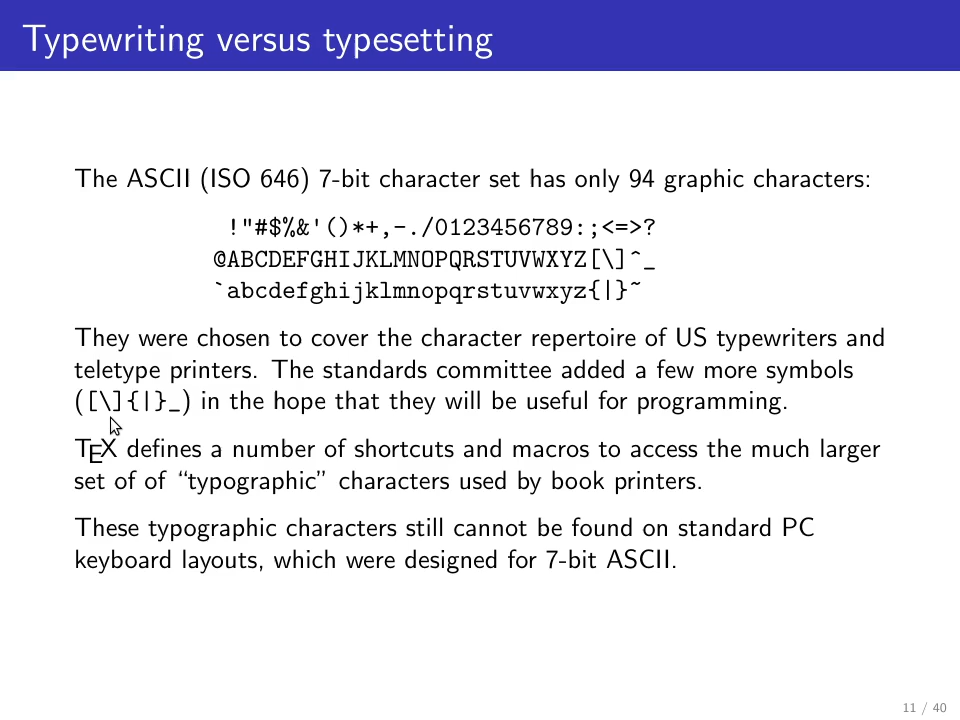 Typewriting versus typesetting
The ASCII (ISO 646) 7-bit character set has only 94 graphic characters:
!"#$%&'()*+,-./0123456789:;<=>?
@ABCDEFGHIJKLMNOPQRSTUVWXYZ[\]^_
`abcdefghijklmnopqrstuvwxyz{|}~
They were chosen to cover the character repertoire of US typewriters and
teletype printers. The standards committee added a few more symbols
([\]{|}_) in the hope that they will be useful for programming.
TEX defines a number of shortcuts and macros to access the much larger
set of of “typographic” characters used by book printers.
These typographic characters still cannot be found on standard PC
keyboard layouts, which were designed for 7-bit ASCII.
11 / 40